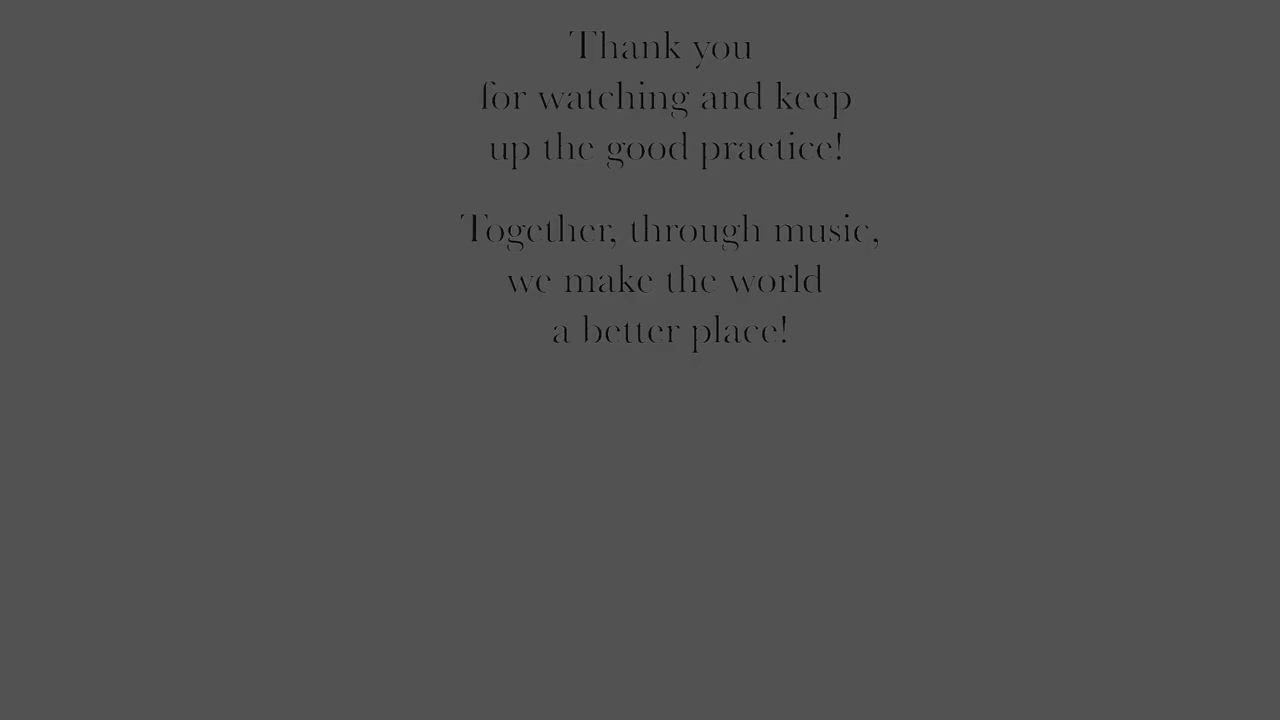 Thank you
for watching and keep
up the good practice!
Together, through music,
we make the world
a better place!